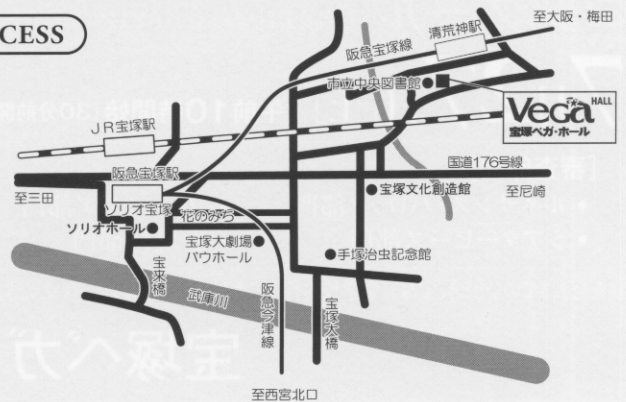 CESS
至大阪・梅田
清荒神駅
阪急宝塚線
市立中央図書館
Vega HALL
宝塚ベガ・ホール
JR宝塚駅
阪急宝塚駅
国道176号線
至三田
ソリオ宝塚
花のみち
宝塚文化創造館
至尼崎
ソリオホール
宝塚大劇場
バウホール
手塚治虫記念館
宝来橋
武庫川
阪急今津線
宝塚大橋
至西宮北口